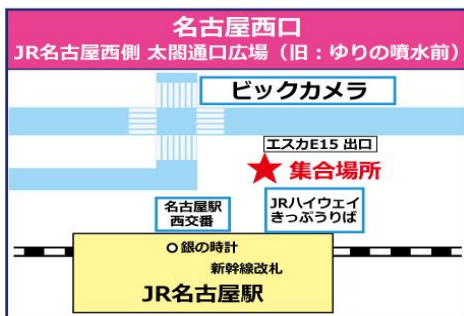 名古屋西口
JR名古屋西側 太閤通口広場（旧：ゆりの噴水前）
ビックカメラ
エスカE15 出口
★ 集合場所
名古屋駅
西交番
JRハイウェイ
きっぷうりば
銀の時計
新幹線改札
JR名古屋駅